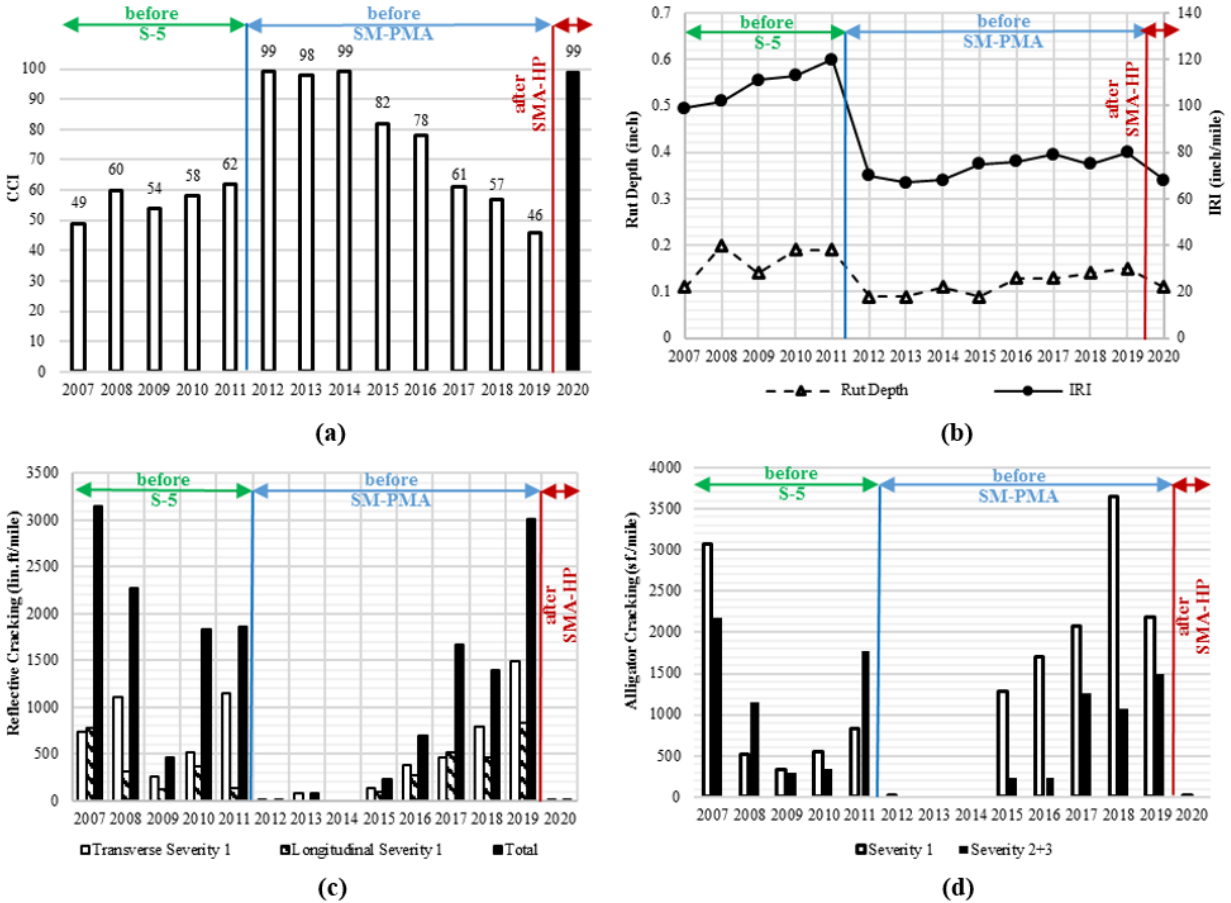 before
S-5
before
SM-PMA
after
SMA-HP
CCI
100
90
80
70
60
50
40
30
20
10
0
49
60
54
58
62
99
98
99
82
78
61
57
46
99
2007 2008 2009 2010 2011 2012 2013 2014 2015 2016 2017 2018 2019 2020
(a)
before
S-5
before
SM-PMA
after
SMA-HP
Rut Depth (inch)
0.7
0.6
0.5
0.4
0.3
0.2
0.1
0
IRI (inch/mile)
140
120
100
80
60
40
20
0
2007 2008 2009 2010 2011 2012 2013 2014 2015 2016 2017 2018 2019 2020
Rut Depth IRI
(b)
before
S-5
before
SM-PMA
after
SMA-HP
Reflective Cracking (lin. ft/mile)
3500
3000
2500
2000
1500
1000
500
0
2007 2008 2009 2010 2011 2012 2013 2014 2015 2016 2017 2018 2019 2020
Transverse Severity 1 Longitudinal Severity 1 Total
(c)
before
S-5
before
SM-PMA
after
SMA-HP
Alligator Cracking (sf./mile)
4000
3500
3000
2500
2000
1500
1000
500
0
2007 2008 2009 2010 2011 2012 2013 2014 2015 2016 2017 2018 2019 2020
Severity 1 Severity 2+3
(d)